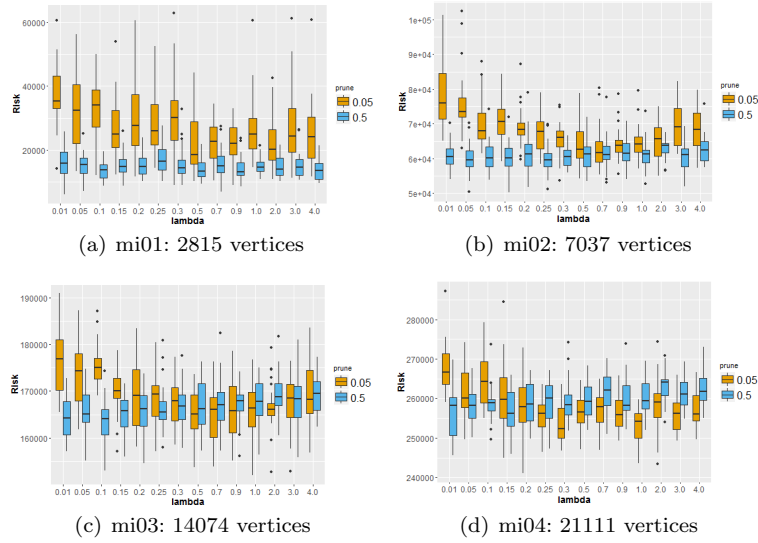 60000
40000
20000
Risk
0.01 0.05 0.1 0.15 0.2 0.25 0.3 0.5 0.7 0.9 1.0 2.0 3.0 4.0
lambda
prune
0.05
0.5
(a) mi01: 2815 vertices
1e+05
9e+04
8e+04
7e+04
6e+04
5e+04
Risk
0.01 0.05 0.1 0.15 0.2 0.25 0.3 0.5 0.7 0.9 1.0 2.0 3.0 4.0
lambda
prune
0.05
0.5
(b) mi02: 7037 vertices
190000
180000
170000
160000
Risk
0.01 0.05 0.1 0.15 0.2 0.25 0.3 0.5 0.7 0.9 1.0 2.0 3.0 4.0
lambda
prune
0.05
0.5
(c) mi03: 14074 vertices
280000
270000
260000
250000
240000
Risk
0.01 0.05 0.1 0.15 0.2 0.25 0.3 0.5 0.7 0.9 1.0 2.0 3.0 4.0
lambda
prune
0.05
0.5
(d) mi04: 21111 vertices